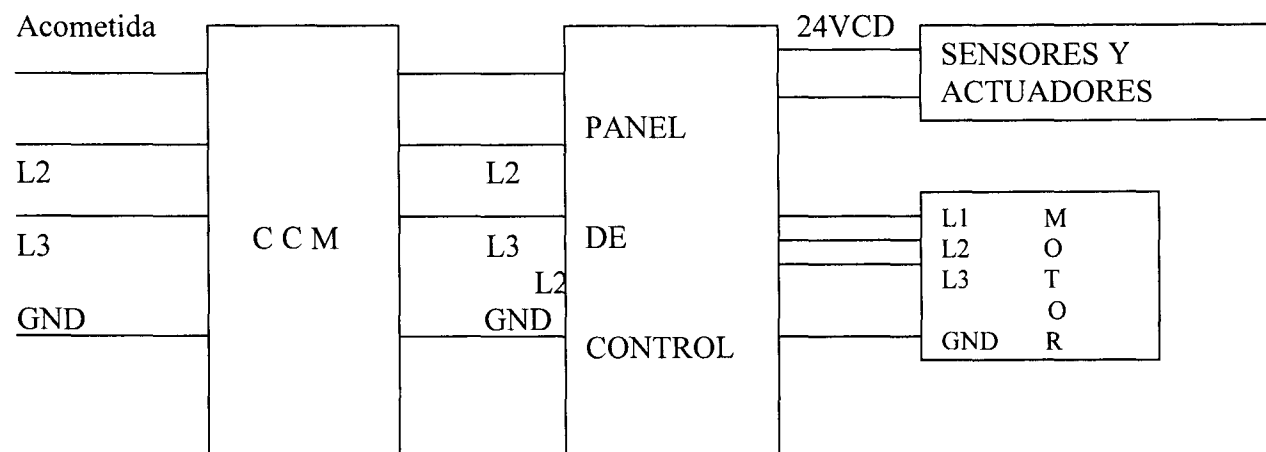 Acometida
L2
L3
GND
C C M
L2
L3
L2
GND
PANEL
DE
CONTROL
24VCD
SENSORES Y
ACTUADORES
L1 M
L2 O
L3 T
O
GND R